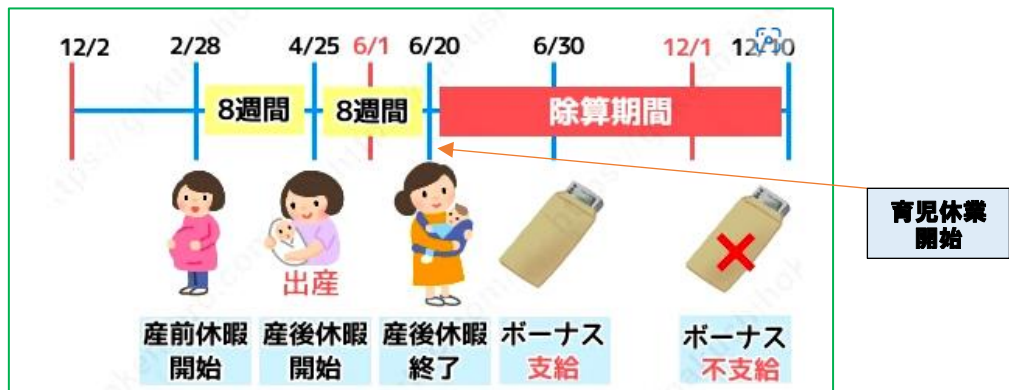 12/2 2/28 4/25 6/1 6/20 6/30 12/1
8週間 8週間 除算期間
育児休業
開始
出産
産前休暇 産後休暇 産後休暇 ボーナス ボーナス
開始 開始 終了 支給 不支給